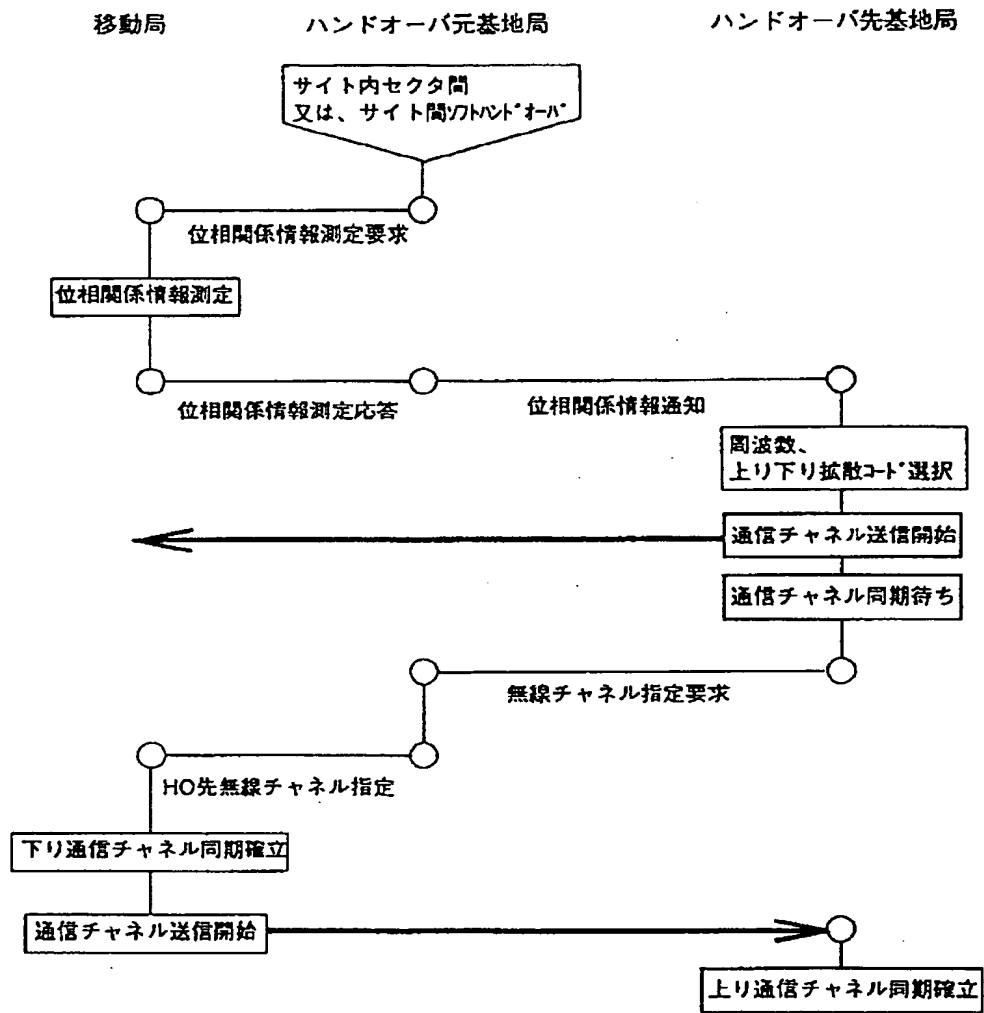 移動局
ハンドオーバ元基地局
ハンドオーバ先基地局
サイト内セクタ間
又は、サイト間ソフトハンドオーバ
位相関係情報測定要求
位相関係情報測定
位相関係情報測定応答
位相関係情報通知
周波数、
上り下り拡散コード選択
通信チャネル送信開始
通信チャネル同期待ち
無線チャネル指定要求
HO先無線チャネル指定
下り通信チャネル同期確立
通信チャネル送信開始
上り通信チャネル同期確立